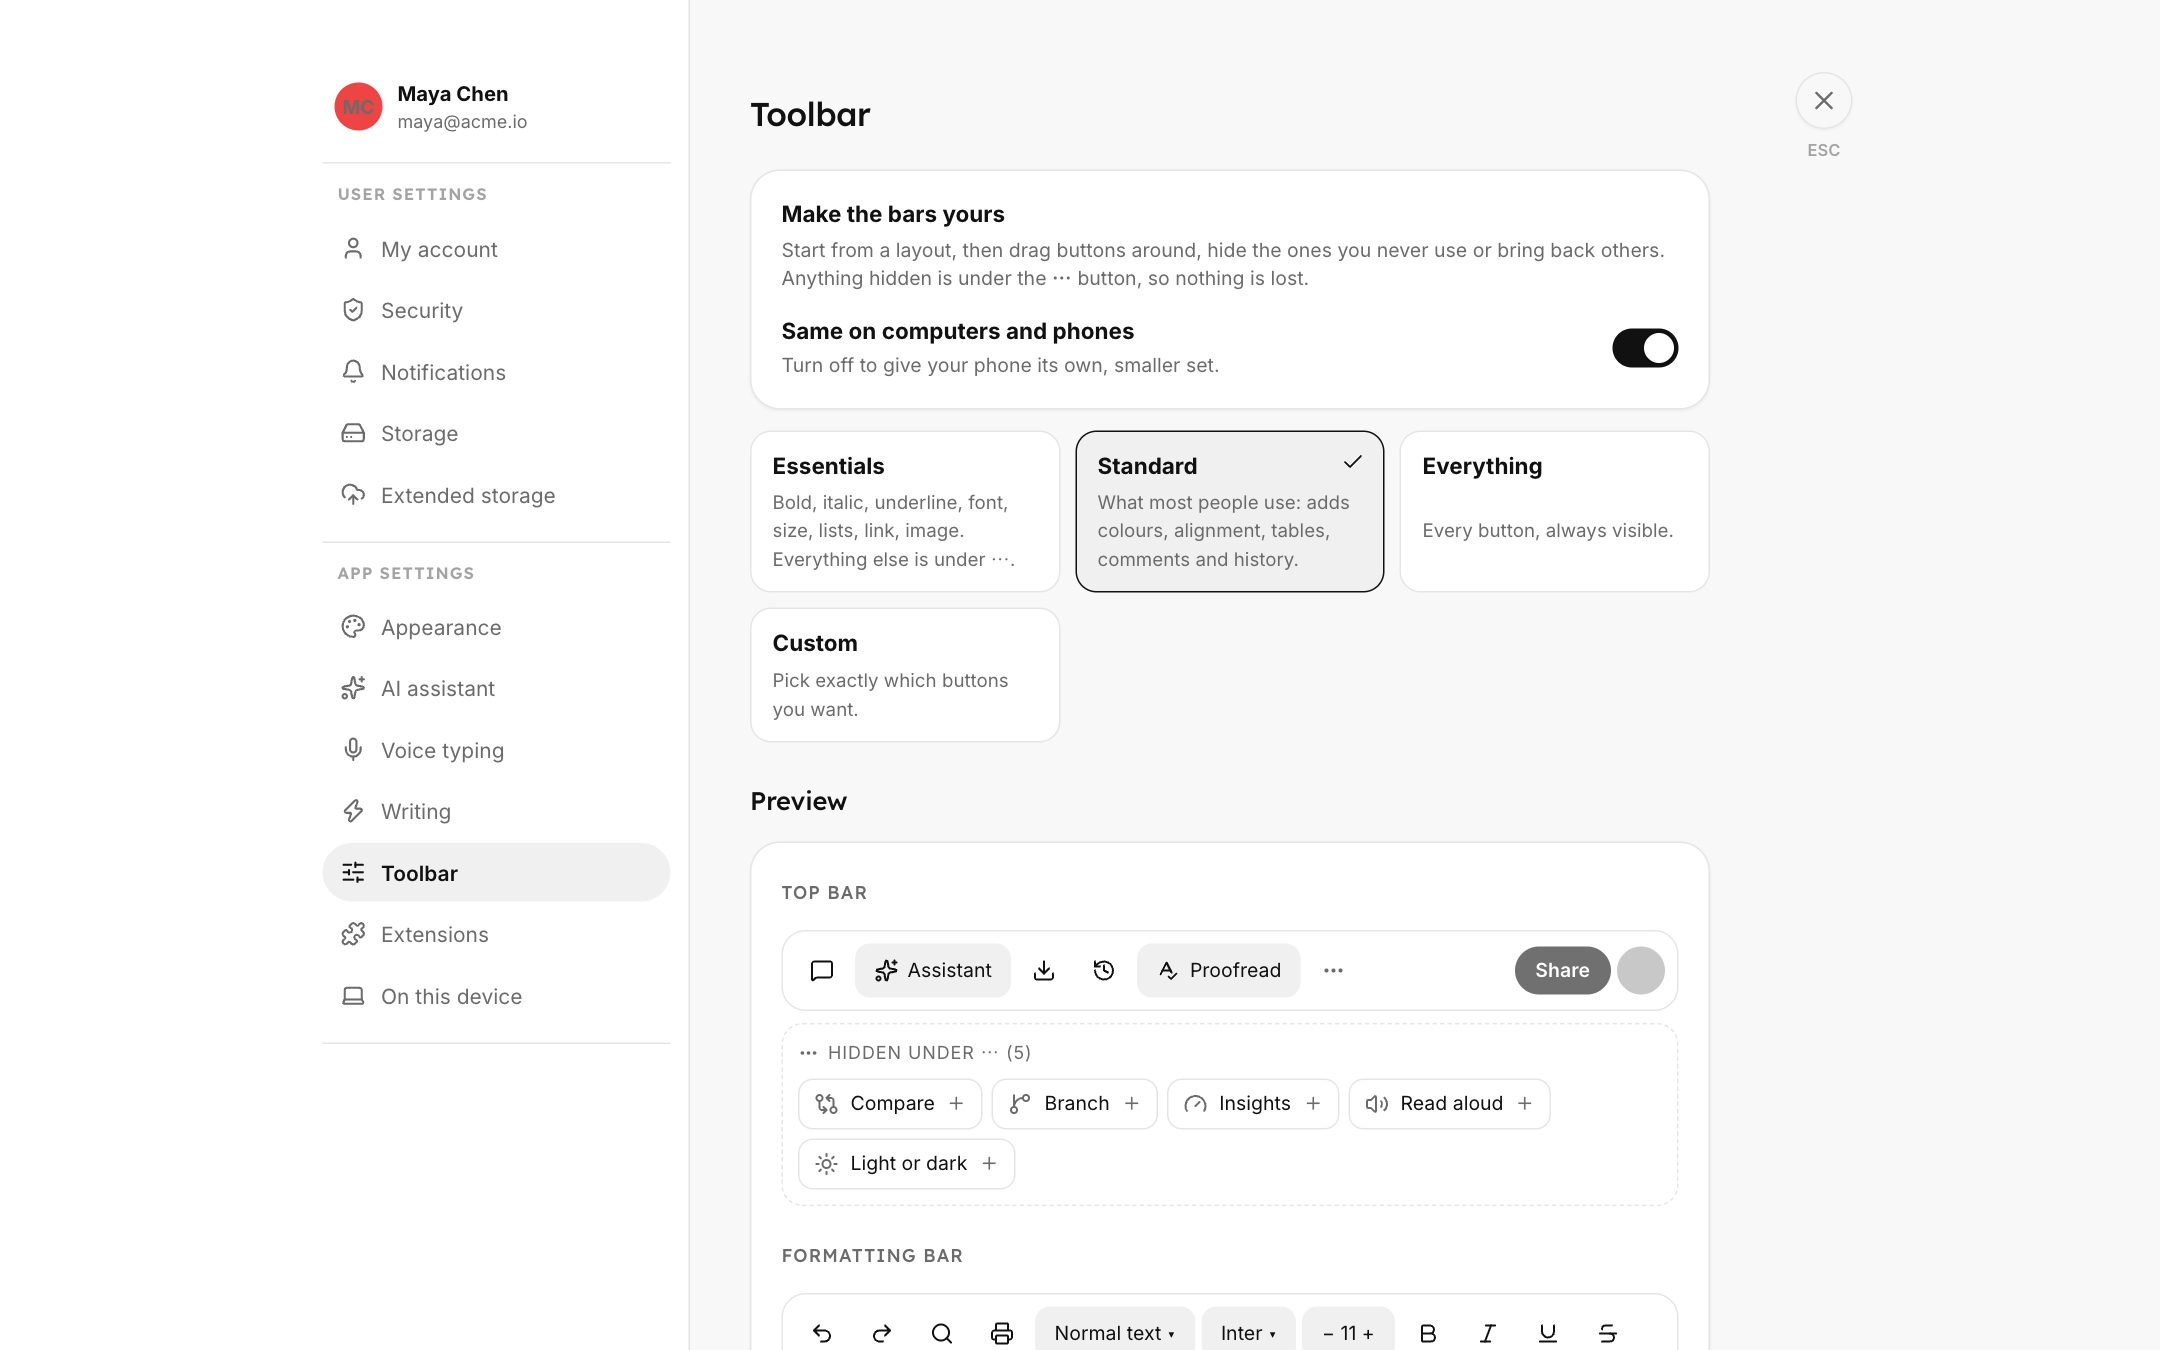 MC
Maya Chen
maya@acme.io
USER SETTINGS
My account
Security
Notifications
Storage
Extended storage
APP SETTINGS
Appearance
AI assistant
Voice typing
Writing
Toolbar
Extensions
On this device
Toolbar
ESC
Make the bars yours
Start from a layout, then drag buttons around, hide the ones you never use or bring back others.
Anything hidden is under the ··· button, so nothing is lost.
Same on computers and phones
Turn off to give your phone its own, smaller set.
Essentials
Bold, italic, underline, font,
size, lists, link, image.
Everything else is under ···.
Standard
What most people use: adds
colours, alignment, tables,
comments and history.
Everything
Every button, always visible.
Custom
Pick exactly which buttons
you want.
Preview
TOP BAR
Assistant
Proofread
Share
HIDDEN UNDER ··· (5)
Compare +
Branch +
Insights +
Read aloud +
Light or dark +
FORMATTING BAR
Normal text ▾
Inter ▾
– 11 +
B I U S